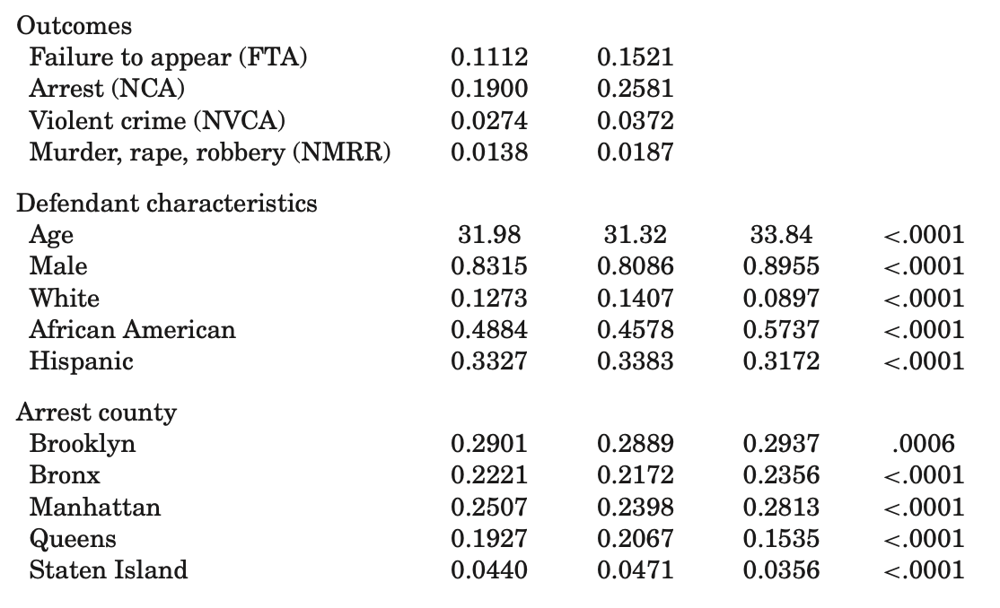 Outcomes
Failure to appear (FTA) 0.1112 0.1521
Arrest (NCA) 0.1900 0.2581
Violent crime (NVCA) 0.0274 0.0372
Murder, rape, robbery (NMRR) 0.0138 0.0187
Defendant characteristics
Age 31.98 31.32 33.84 <.0001
Male 0.8315 0.8086 0.8955 <.0001
White 0.1273 0.1407 0.0897 <.0001
African American 0.4884 0.4578 0.5737 <.0001
Hispanic 0.3327 0.3383 0.3172 <.0001
Arrest county
Brooklyn 0.2901 0.2889 0.2937 .0006
Bronx 0.2221 0.2172 0.2356 <.0001
Manhattan 0.2507 0.2398 0.2813 <.0001
Queens 0.1927 0.2067 0.1535 <.0001
Staten Island 0.0440 0.0471 0.0356 <.0001